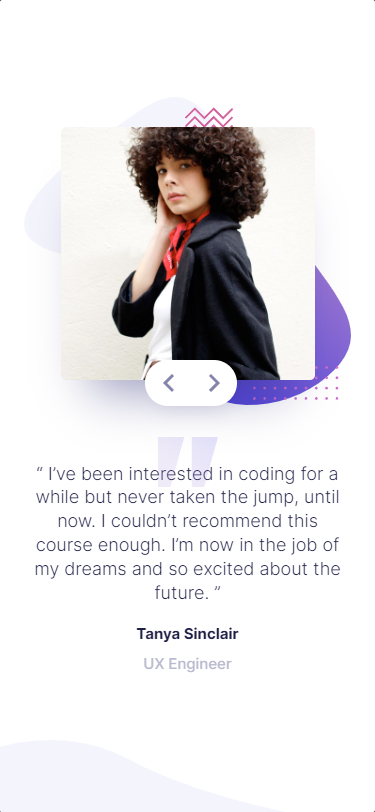 “ I’ve been interested in coding for a
while but never taken the jump, until
now. I couldn’t recommend this
course enough. I’m now in the job of
my dreams and so excited about the
future. ”
Tanya Sinclair
UX Engineer